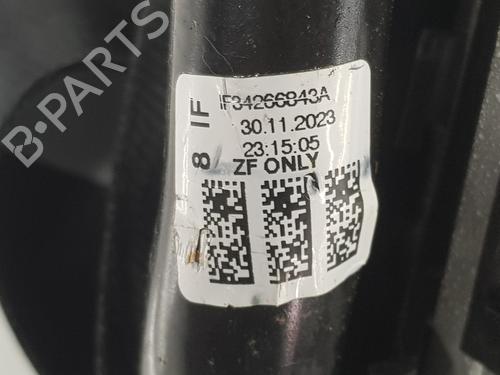 B-PARTS
8 IF
IF34266843A
30.11.2023
23:15:05
ZF ONLY